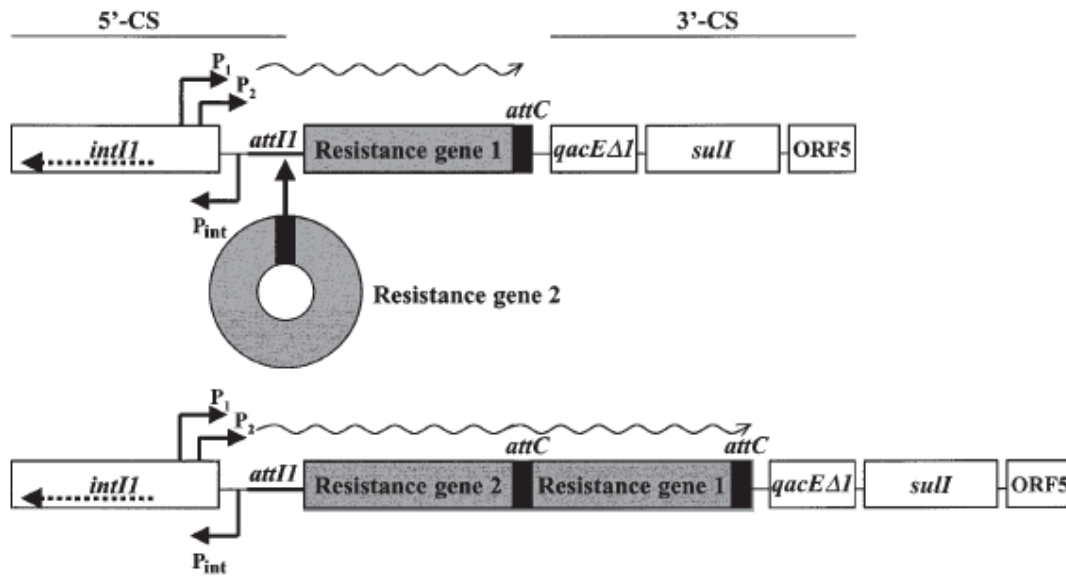 5’-CS 3’-CS
P1
P2
attC
intI1 attI1 Resistance gene 1 qacEΔ1 sulI ORF5
Pint
Resistance gene 2
P1
P2
attC attC
intI1 attI1 Resistance gene 2 Resistance gene 1 qacEΔ1 sulI ORF5
Pint